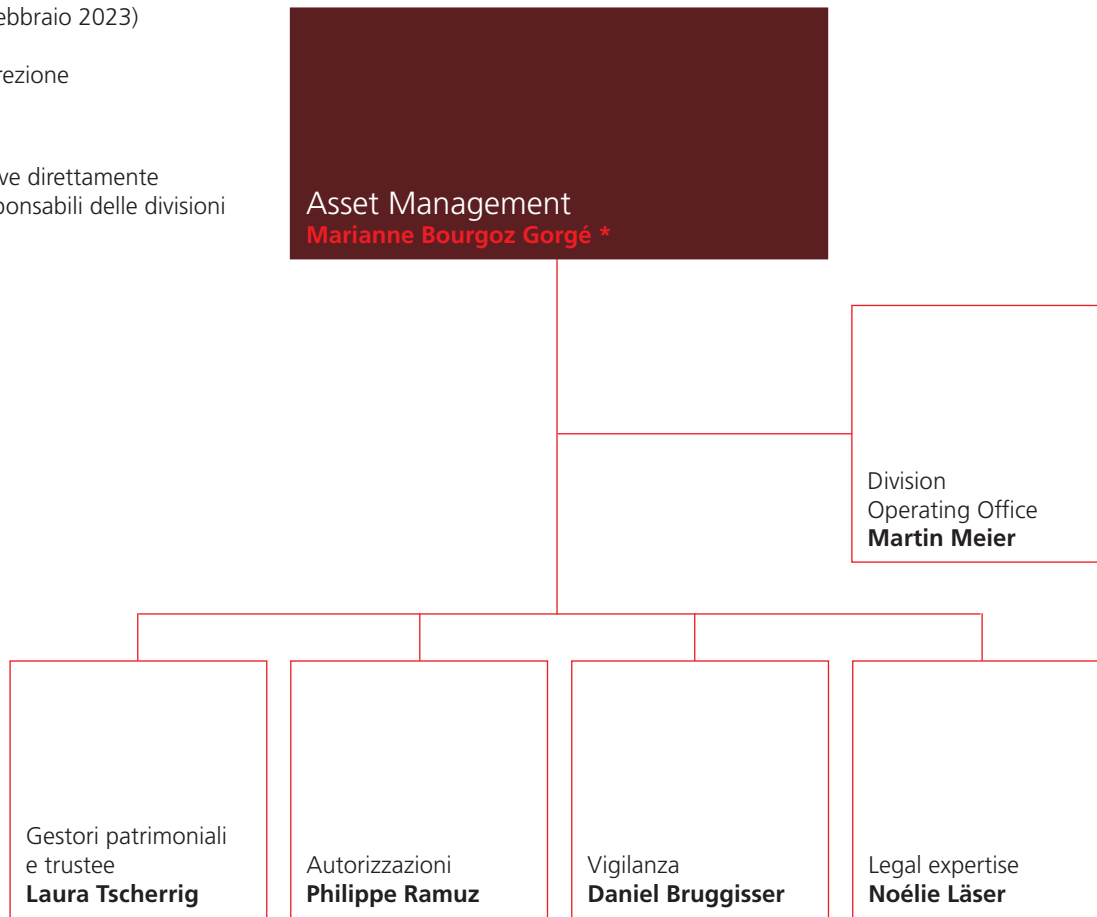 ebbraio 2023)
rezione
ve direttamente
ponsabili delle divisioni
Asset Management
Marianne Bourgoz Gorgé *
Division
Operating Office
Martin Meier
Gestori patrimoniali
e trustee
Laura Tscherrig
Autorizzazioni
Philippe Ramuz
Vigilanza
Daniel Bruggisser
Legal expertise
Noélie Läser